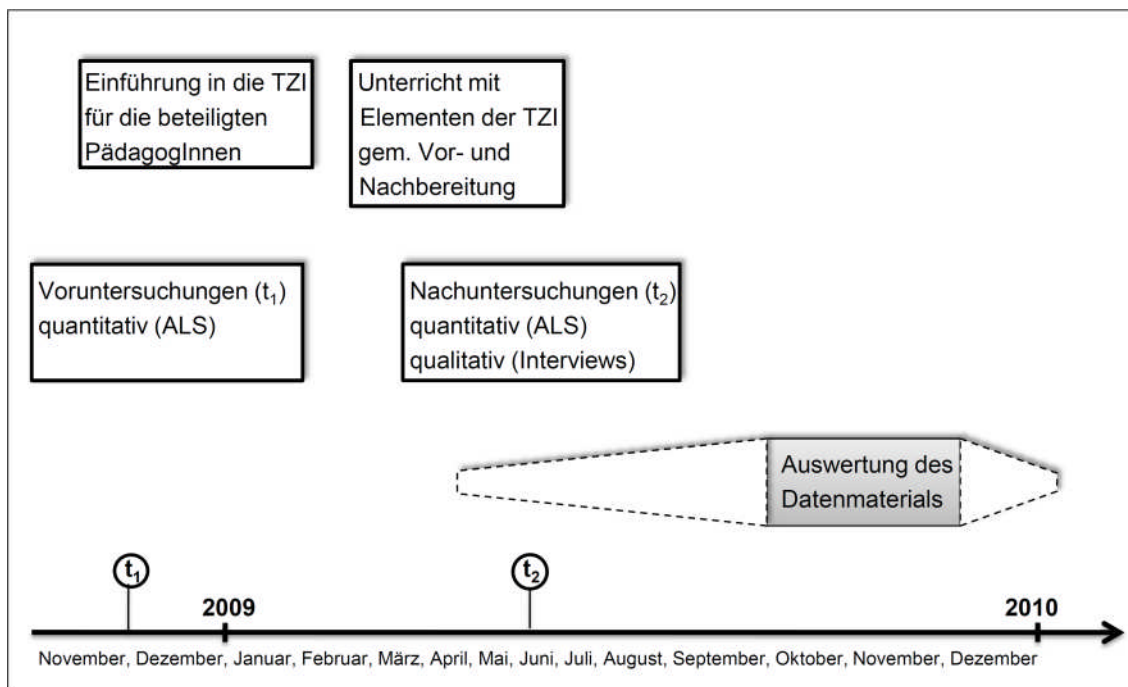 Einführung in die TZI
für die beteiligten
PädagogInnen
Unterricht mit
Elementen der TZI
gem. Vor- und
Nachbereitung
Voruntersuchungen (t₁)
quantitativ (ALS)
Nachuntersuchungen (t₂)
quantitativ (ALS)
qualitativ (Interviews)
Auswertung des
Datenmaterials
t₁
t₂
2009
2010
November, Dezember, Januar, Februar, März, April, Mai, Juni, Juli, August, September, Oktober, November, Dezember